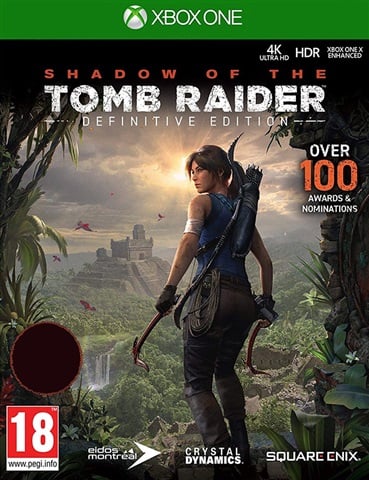 XBOX ONE
4K
ULTRA HD
HDR
XBOX ONE X
ENHANCED
SHADOW OF THE
TOMB RAIDER
DEFINITIVE EDITION
OVER
100
AWARDS &
NOMINATIONS
18
www.pegi.info
eidos
montréal
CRYSTAL
DYNAMICS
SQUARE ENIX